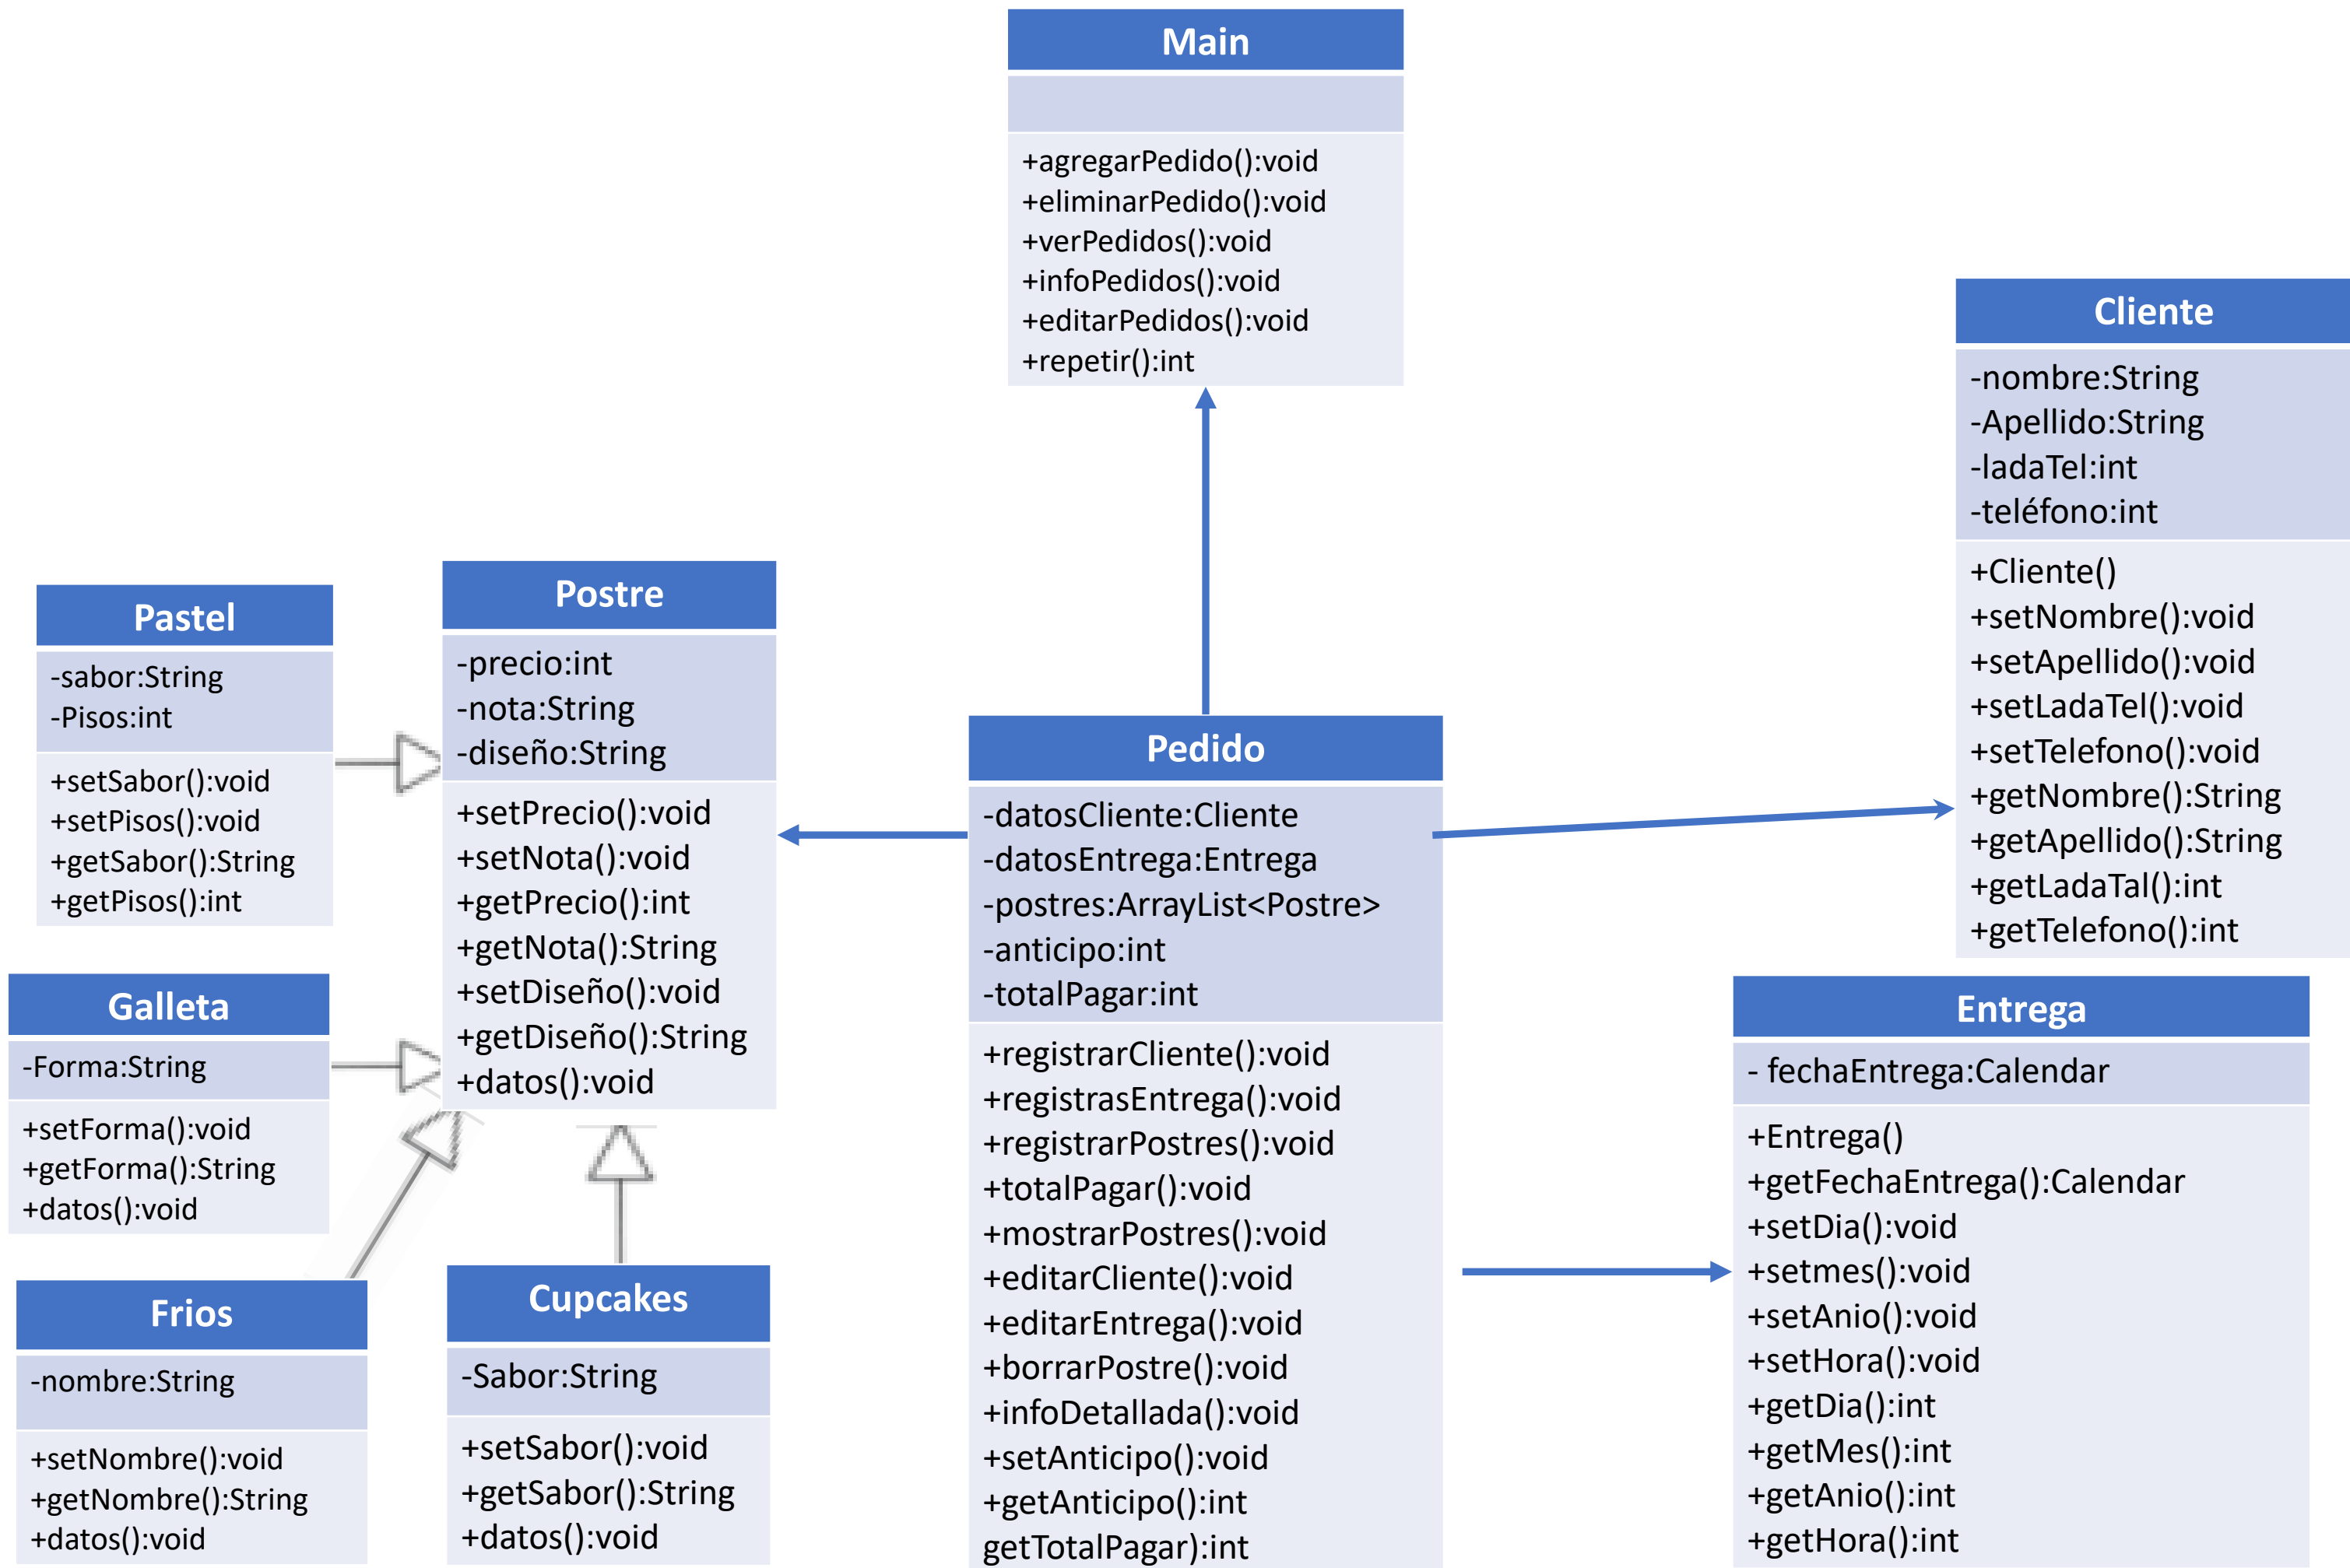 Main
+agregarPedido():void
+eliminarPedido():void
+verPedidos():void
+infoPedidos():void
+editarPedidos():void
+repetir():int
Cliente
-nombre:String
-Apellido:String
-ladaTel:int
-teléfono:int
+Cliente()
+setNombre():void
+setApellido():void
+setLadaTel():void
+setTelefono():void
+getNombre():String
+getApellido():String
+getLadaTal():int
+getTelefono():int
Pastel
-sabor:String
-Pisos:int
+setSabor():void
+setPisos():void
+getSabor():String
+getPisos():int
Postre
-precio:int
-nota:String
-diseño:String
+setPrecio():void
+setNota():void
+getPrecio():int
+getNota():String
+setDiseño():void
+getDiseño():String
+datos():void
Pedido
-datosCliente:Cliente
-datosEntrega:Entrega
-postres:ArrayList<Postre>
-anticipo:int
-totalPagar:int
+registrarCliente():void
+registrasEntrega():void
+registrarPostres():void
+totalPagar():void
+mostrarPostres():void
+editarCliente():void
+editarEntrega():void
+borrarPostre():void
+infoDetallada():void
+setAnticipo():void
+getAnticipo():int
getTotalPagar):int
Galleta
-Forma:String
+setForma():void
+getForma():String
+datos():void
Entrega
- fechaEntrega:Calendar
+Entrega()
+getFechaEntrega():Calendar
+setDia():void
+setmes():void
+setAnio():void
+setHora():void
+getDia():int
+getMes():int
+getAnio():int
+getHora():int
Frios
-nombre:String
+setNombre():void
+getNombre():String
+datos():void
Cupcakes
-Sabor:String
+setSabor():void
+getSabor():String
+datos():void